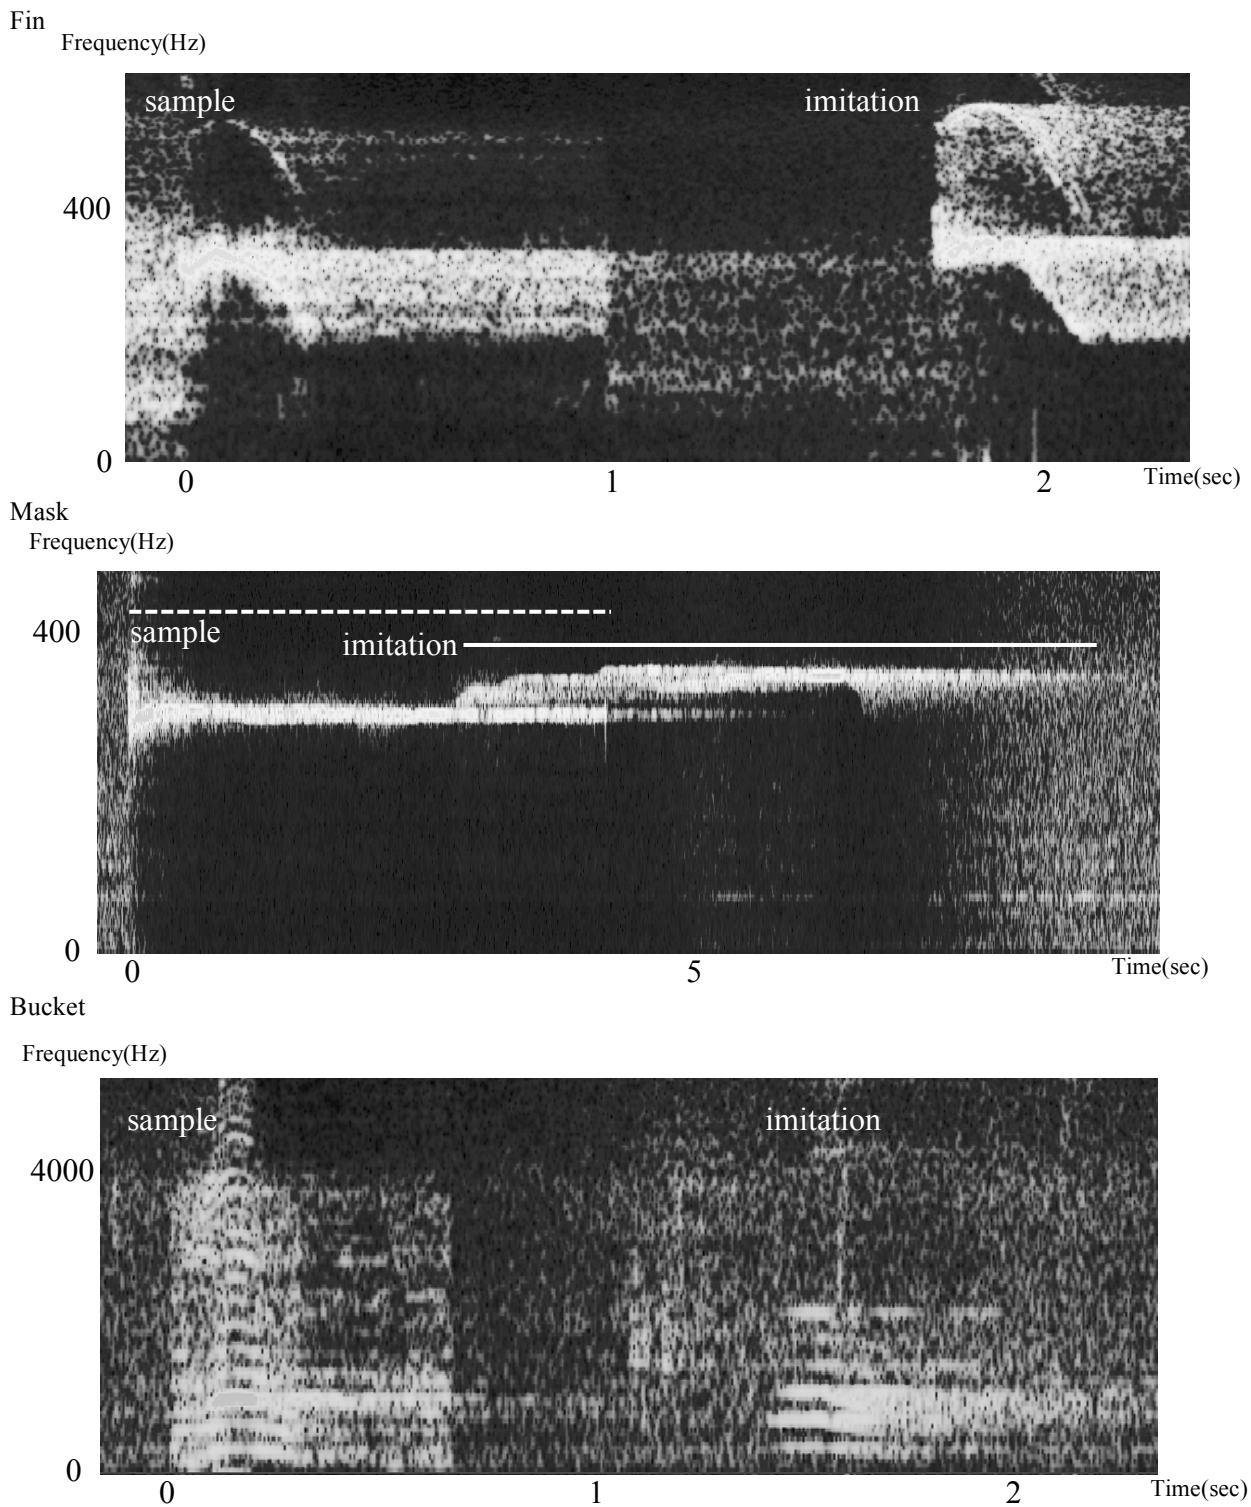 Fin
Frequency(Hz)
sample imitation
400
0
0 1 2 Time(sec)
Mask
Frequency(Hz)
400
sample
imitation
0
0 5 Time(sec)
Bucket
Frequency(Hz)
sample imitation
4000
0
0 1 2 Time(sec)